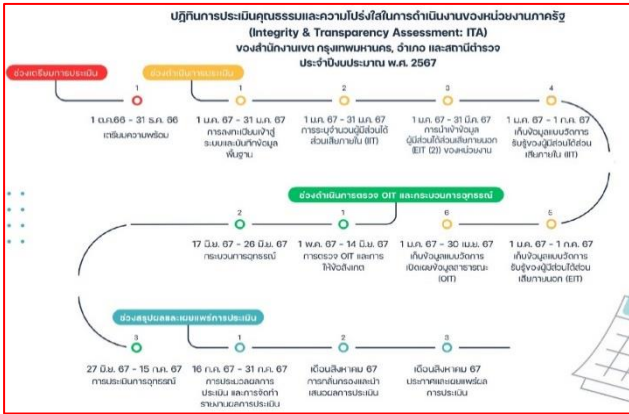 ปฏิทินการประเมินคุณธรรมและความโปร่งใสในการดำเนินงานของหน่วยงานภาครัฐ
(Integrity & Transparency Assessment: ITA)
ของสำนักงานเขต กรุงเทพมหานคร, อำเภอ และสถานีตำรวจ
ประจำปีงบประมาณ พ.ศ. 2567
ช่วงเตรียมการประเมิน
ช่วงดำเนินการประเมิน
1
1
2
3
4
1 ต.ค.66 - 31 ธ.ค. 66
เตรียมความพร้อม
1 ม.ค. 67 - 31 ม.ค. 67
การลงทะเบียนเข้าสู่
ระบบและบันทึกข้อมูล
พื้นฐาน
1 ม.ค. 67 - 31 ม.ค. 67
การระบุจำนวนผู้มีส่วนได้
ส่วนเสียภายใน (IIT)
1 ม.ค. 67 - 31 มี.ค. 67
การนำเข้าข้อมูล
ผู้มีส่วนได้ส่วนเสียภายนอก
(EIT (2)) ของหน่วยงาน
1 ม.ค. 67 - 1 ก.ค. 67
เก็บข้อมูลแบบวัดการ
รับรู้ของผู้มีส่วนได้ส่วน
เสียภายใน (IIT)
ช่วงดำเนินการตรวจ OIT และกระบวนการอุทธรณ์
2
1
6
5
17 มิ.ย. 67 - 26 มิ.ย. 67
กระบวนการอุทธรณ์
1 พ.ค. 67 - 14 มิ.ย. 67
การตรวจ OIT และการ
ให้ข้อสังเกต
1 ม.ค. 67 - 30 เม.ย. 67
เก็บข้อมูลแบบวัดการ
เปิดเผยข้อมูลสาธารณะ
(OIT)
1 ม.ค. 67 - 1 ก.ค. 67
เก็บข้อมูลแบบวัดการ
รับรู้ของผู้มีส่วนได้ส่วน
เสียภายนอก (EIT)
ช่วงสรุปผลและเผยแพร่การประเมิน
3
1
2
3
27 มิ.ย. 67 - 15 ก.ค. 67
การประเมินการอุทธรณ์
16 ก.ค. 67 - 31 ก.ค. 67
การประมวลผลการ
ประเมิน และการจัดทำ
รายงานผลการประเมิน
เดือนสิงหาคม 67
การกลั่นกรองและนำ
เสนอผลการประเมิน
เดือนสิงหาคม 67
ประกาศและเผยแพร่ผล
การประเมิน